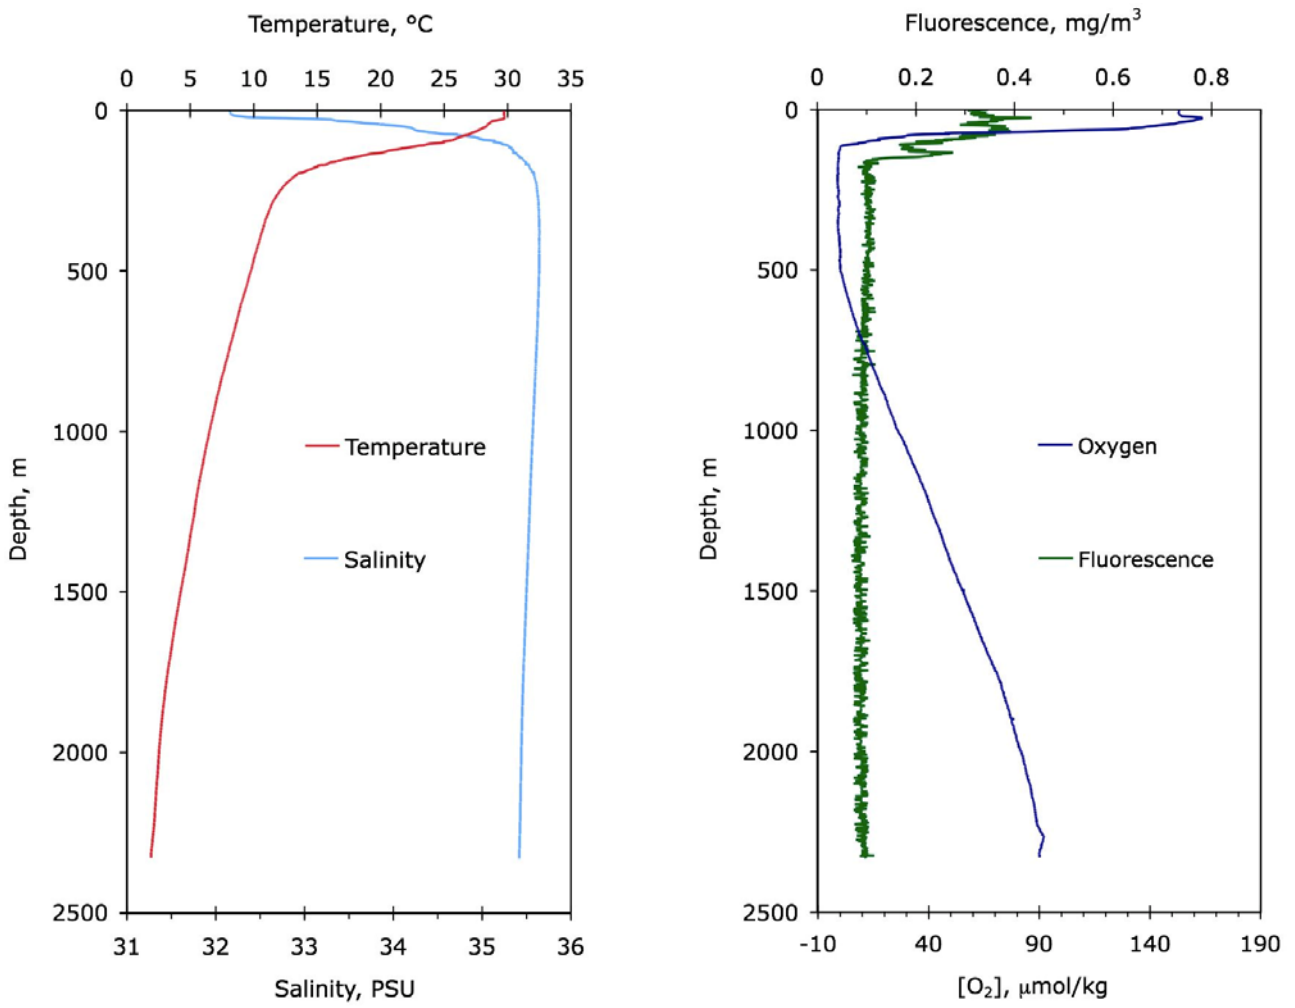 Temperature, °C
0 5 10 15 20 25 30 35
0
500
1000
1500
2000
2500
Depth, m
Temperature
Salinity
31 32 33 34 35 36
Salinity, PSU
Fluorescence, mg/m³
0 0.2 0.4 0.6 0.8
0
500
1000
1500
2000
2500
Depth, m
Oxygen
Fluorescence
-10 40 90 140 190
[O₂], μmol/kg